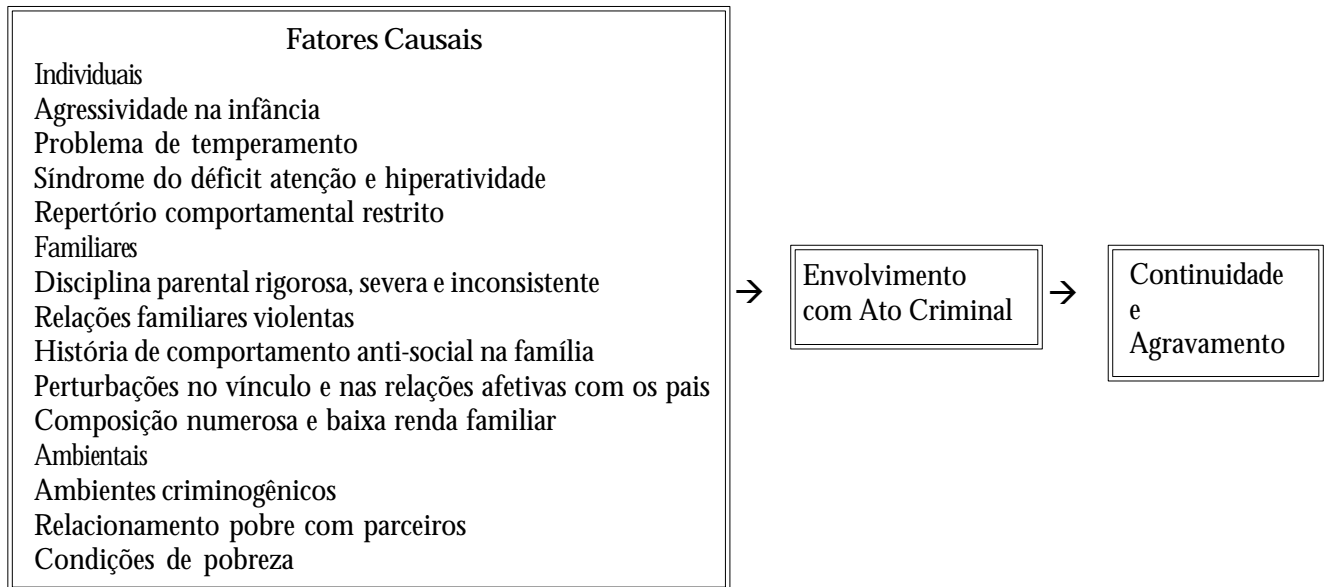 Fatores Causais
Individuais
Agressividade na infância
Problema de temperamento
Síndrome do déficit atenção e hiperatividade
Repertório comportamental restrito
Familiares
Disciplina parental rigorosa, severa e inconsistente
Relações familiares violentas
História de comportamento anti-social na família
Perturbações no vínculo e nas relações afetivas com os pais
Composição numerosa e baixa renda familiar
Ambientais
Ambientes criminogênicos
Relacionamento pobre com parceiros
Condições de pobreza
→
Envolvimento
com Ato Criminal
→
Continuidade
e
Agravamento